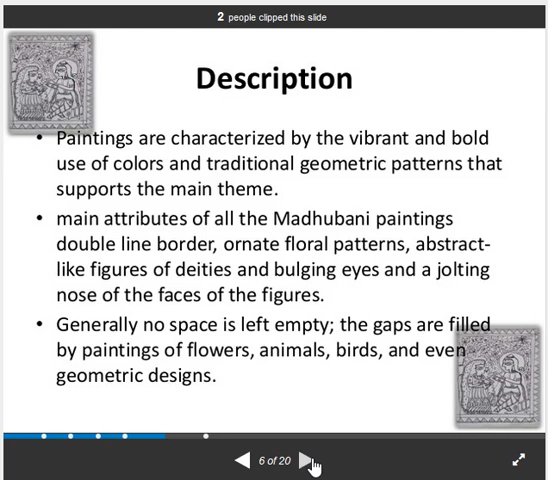 2 people clipped this slide
Description
• Paintings are characterized by the vibrant and bold
use of colors and traditional geometric patterns that
supports the main theme.
• main attributes of all the Madhubani paintings
double line border, ornate floral patterns, abstract-
like figures of deities and bulging eyes and a jolting
nose of the faces of the figures.
• Generally no space is left empty; the gaps are filled
by paintings of flowers, animals, birds, and even
geometric designs.
6 of 20